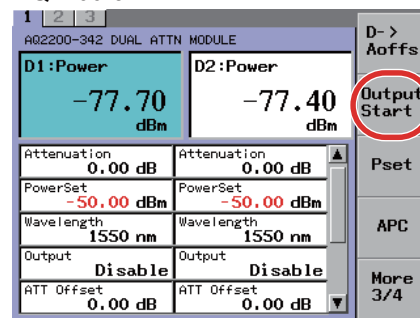 1 2 3
AQ2200-342 DUAL ATTN MODULE
D1:Power
-77.70
dBm
D2:Power
-77.40
dBm
Attenuation
0.00 dB
Attenuation
0.00 dB
PowerSet
-50.00 dBm
PowerSet
-50.00 dBm
Wavelength
1550 nm
Wavelength
1550 nm
Output
Disable
Output
Disable
ATT Offset
0.00 dB
ATT Offset
0.00 dB
D->
Aoffs
Output
Start
Pset
APC
More
3/4